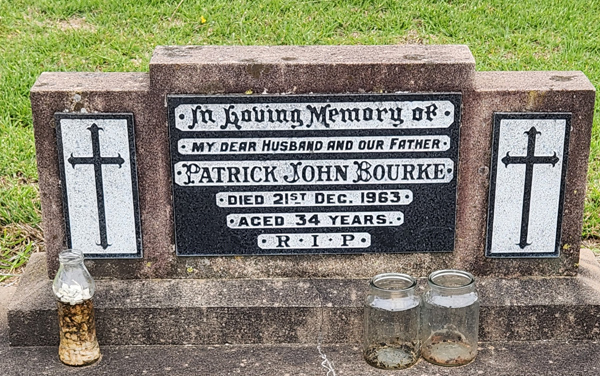 In Loving Memory of
My Dear Husband and our Father
Patrick John Bourke
Died 21st Dec. 1963
Aged 34 Years.
R · I · P